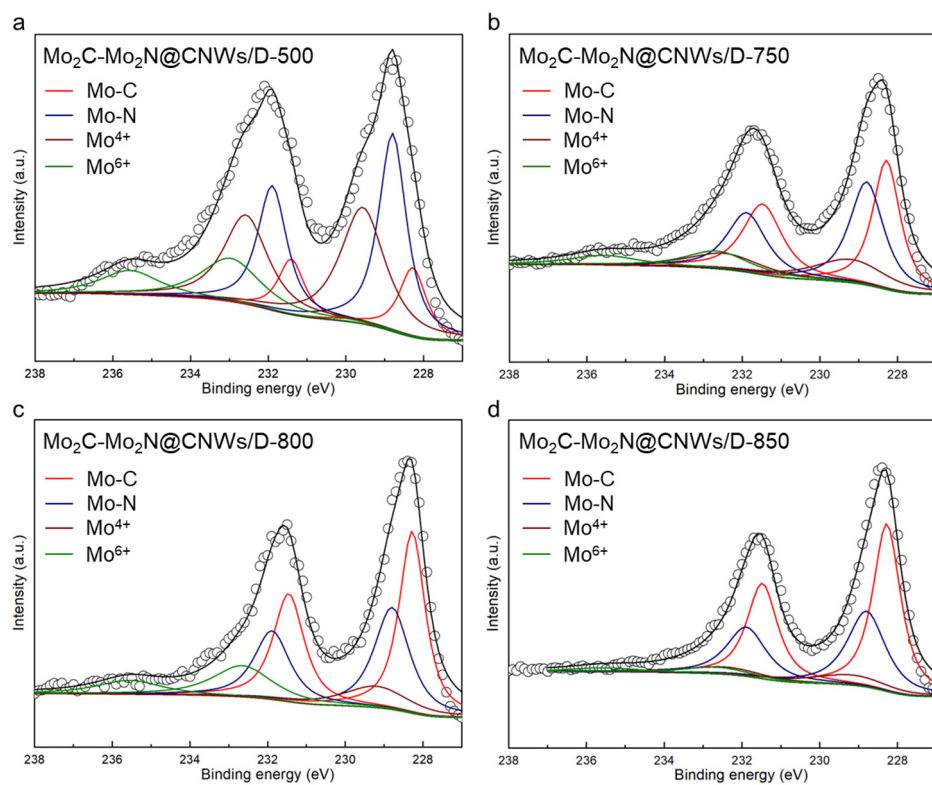 a
Mo₂C-Mo₂N@CNWs/D-500
Mo-C
Mo-N
Mo⁴⁺
Mo⁶⁺
Intensity (a.u.)
238 236 234 232 230 228
Binding energy (eV)
b
Mo₂C-Mo₂N@CNWs/D-750
Mo-C
Mo-N
Mo⁴⁺
Mo⁶⁺
Intensity (a.u.)
238 236 234 232 230 228
Binding energy (eV)
c
Mo₂C-Mo₂N@CNWs/D-800
Mo-C
Mo-N
Mo⁴⁺
Mo⁶⁺
Intensity (a.u.)
238 236 234 232 230 228
Binding energy (eV)
d
Mo₂C-Mo₂N@CNWs/D-850
Mo-C
Mo-N
Mo⁴⁺
Mo⁶⁺
Intensity (a.u.)
238 236 234 232 230 228
Binding energy (eV)